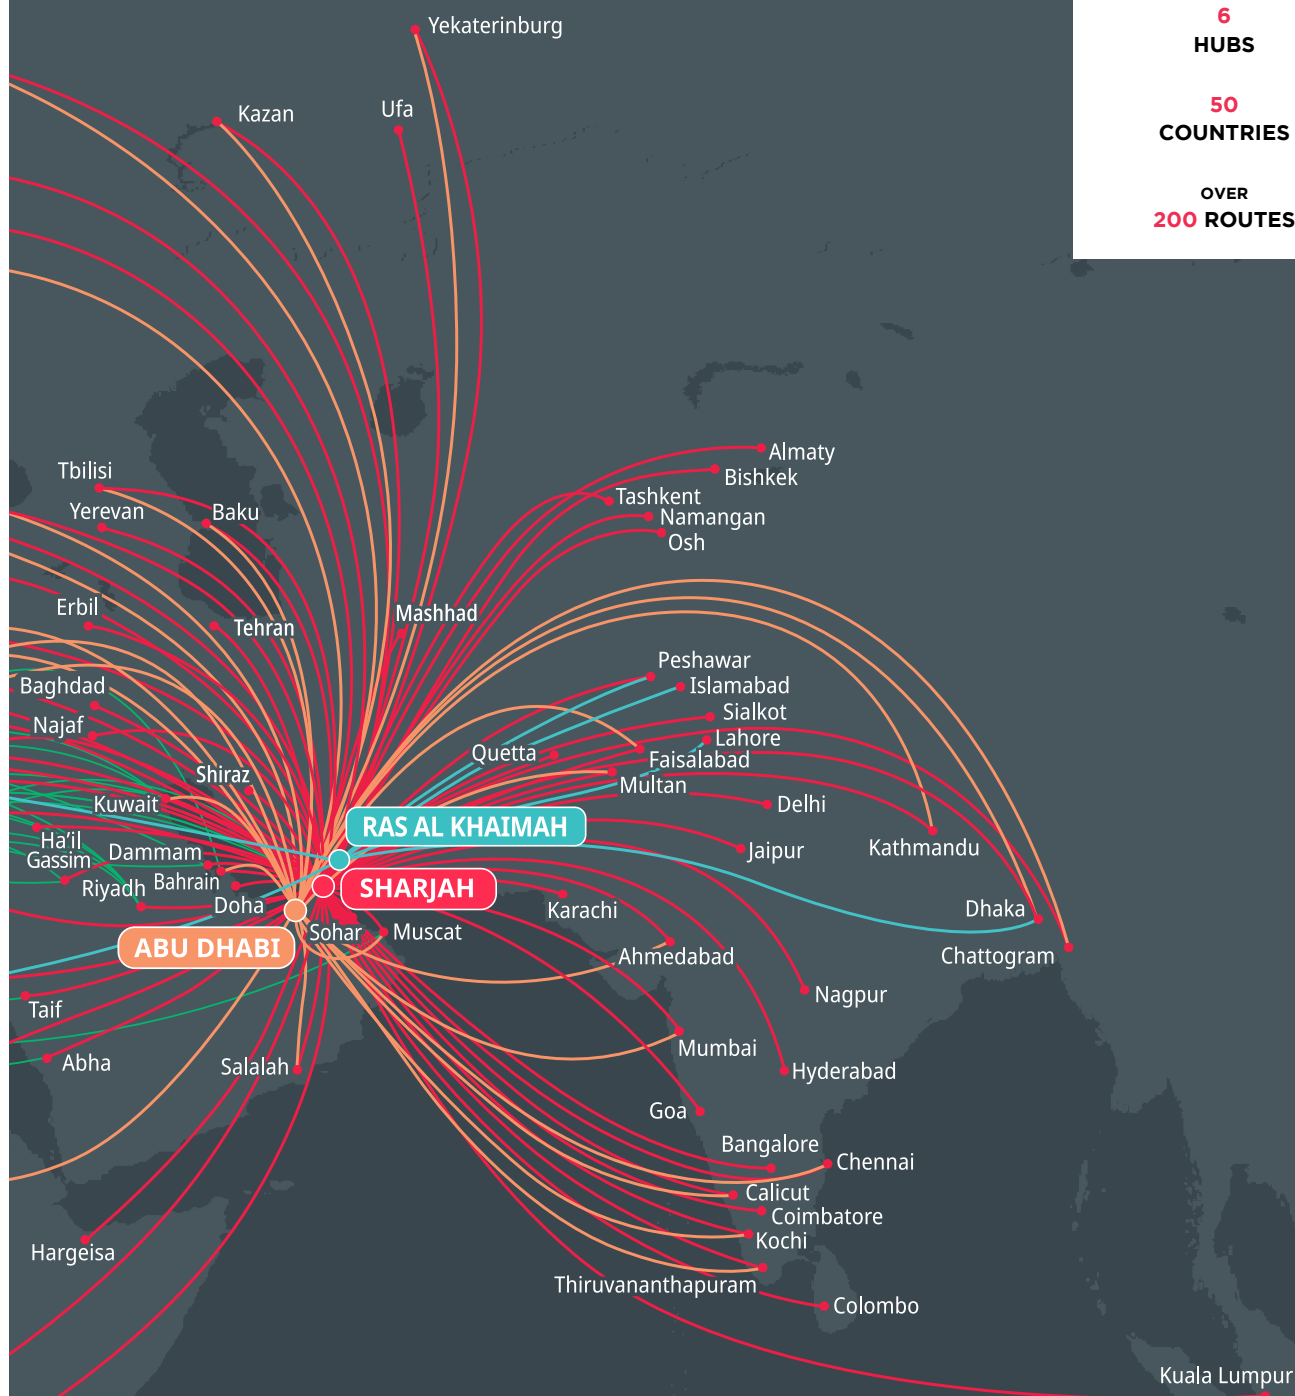 6
HUBS
50
COUNTRIES
OVER
200 ROUTES
Yekaterinburg
Kazan
Ufa
Almaty
Tbilisi
Bishkek
Tashkent
Yerevan
Baku
Namangan
Osh
Erbil
Mashhad
Tehran
Peshawar
Baghdad
Islamabad
Sialkot
Najaf
Lahore
Quetta
Faisalabad
Shiraz
Multan
Kuwait
Delhi
RAS AL KHAIMAH
Ha'il
Kathmandu
Dammam
Jaipur
Gassim
Bahrain
Riyadh
SHARJAH
Doha
Karachi
Dhaka
Sohar
Muscat
ABU DHABI
Ahmedabad
Chattogram
Nagpur
Taif
Mumbai
Abha
Salalah
Hyderabad
Goa
Bangalore
Chennai
Calicut
Coimbatore
Kochi
Hargeisa
Thiruvananthapuram
Colombo
Kuala Lumpur